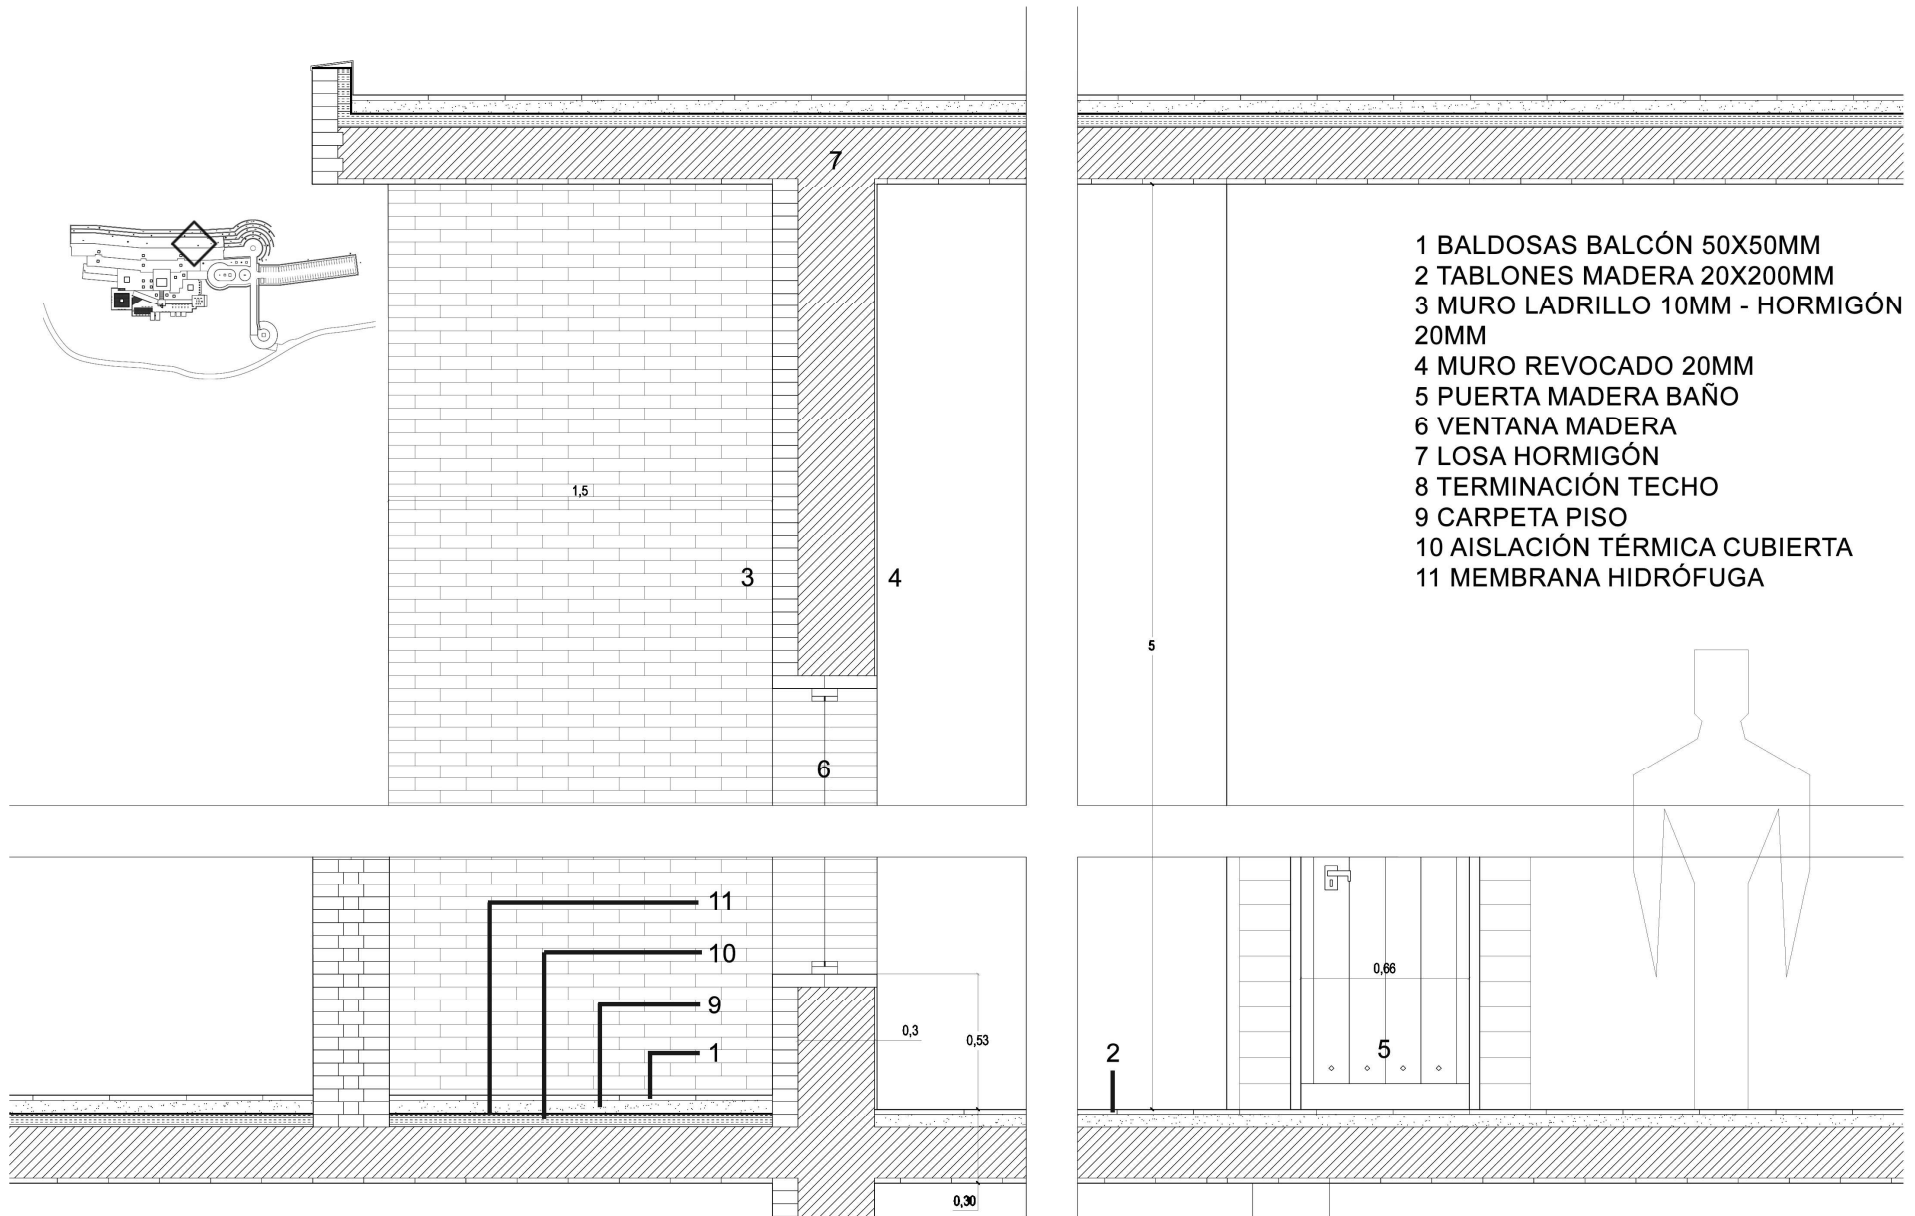 7
1 BALDOSAS BALCÓN 50X50MM
2 TABLONES MADERA 20X200MM
3 MURO LADRILLO 10MM - HORMIGÓN
20MM
4 MURO REVOCADO 20MM
5 PUERTA MADERA BAÑO
6 VENTANA MADERA
7 LOSA HORMIGÓN
8 TERMINACIÓN TECHO
9 CARPETA PISO
10 AISLACIÓN TÉRMICA CUBIERTA
11 MEMBRANA HIDRÓFUGA
1,5
3
4
5
6
11
10
0,66
9
0,3
0,53
1
2
5
0,30